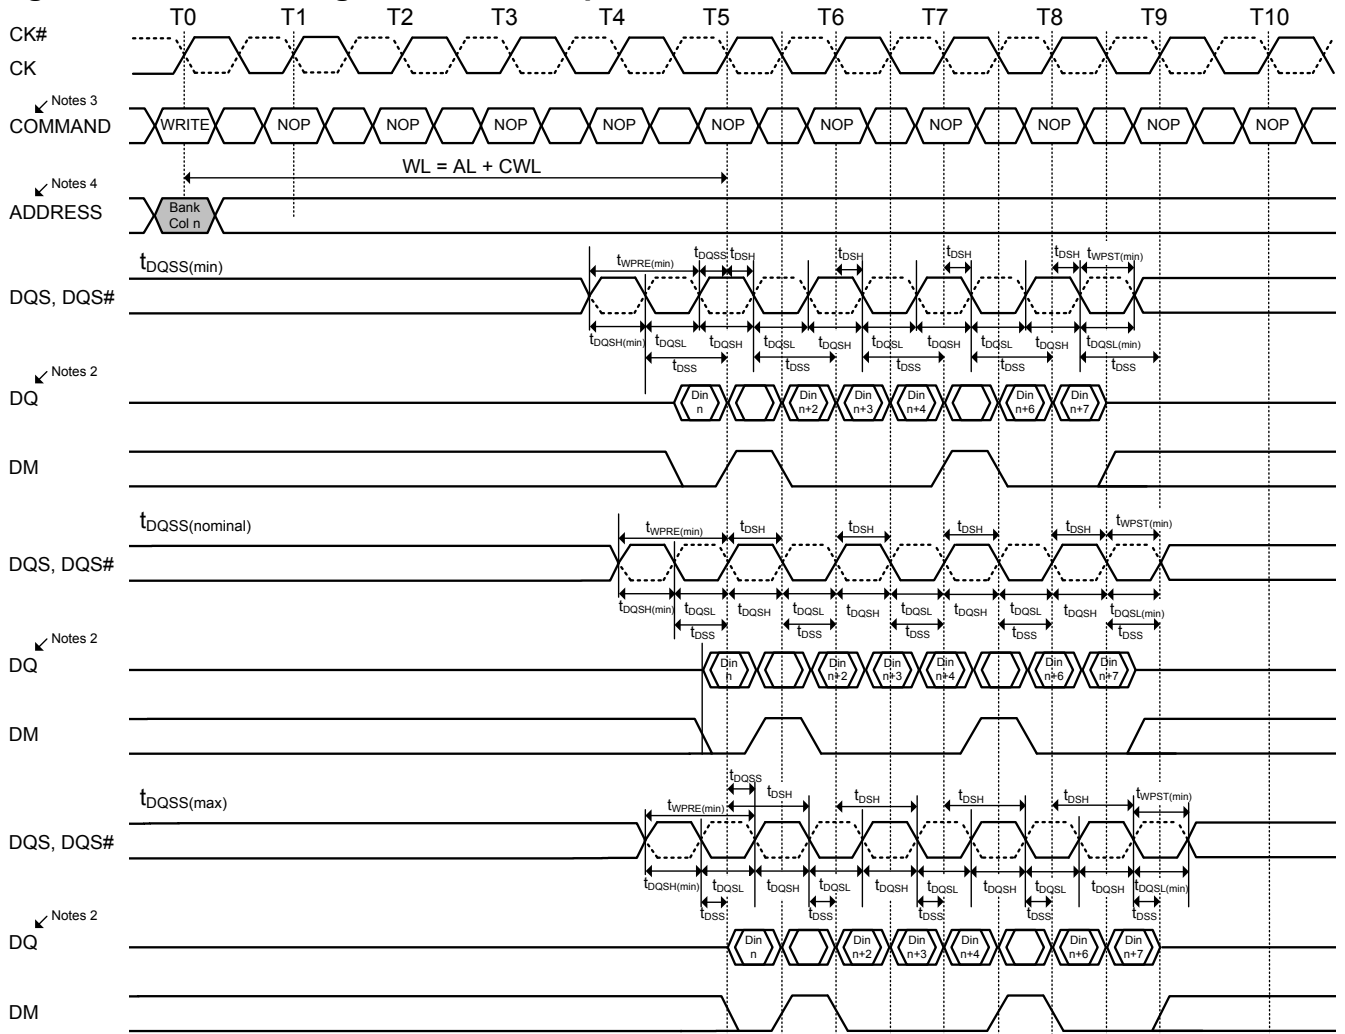 T0 T1 T2 T3 T4 T5 T6 T7 T8 T9 T10
CK#
CK
Notes 3
COMMAND WRITE NOP NOP NOP NOP NOP NOP NOP NOP NOP NOP
WL = AL + CWL
Notes 4
ADDRESS
Bank
Col n
tDQSS(min) tWPRE(min) tDQSS tDSH tDSH tDSH tDSH tWPST(min)
DQS, DQS#
tDQSH(min) tDQSL tDQSH tDQSL tDQSH tDQSL tDQSH tDQSL tDQSH tDQSL(min)
tDSS tDSS tDSS tDSS tDSS
Notes 2
DQ
Din n Din n+2 Din n+3 Din n+4 Din n+6 Din n+7
DM
tDQSS(nominal) tWPRE(min) tDSH tDSH tDSH tDSH tWPST(min)
DQS, DQS#
tDQSH(min) tDQSL tDQSH tDQSL tDQSH tDQSL tDQSH tDQSL tDQSH tDQSL(min)
tDSS tDSS tDSS tDSS tDSS
Notes 2
DQ
Din n Din n+2 Din n+3 Din n+4 Din n+6 Din n+7
DM
tDQSS
tDQSS(max) tWPRE(min) tDSH tDSH tDSH tDSH tWPST(min)
DQS, DQS#
tDQSH(min) tDQSL tDQSH tDQSL tDQSH tDQSL tDQSH tDQSL tDQSH tDQSL(min)
tDSS tDSS tDSS tDSS tDSS
Notes 2
DQ
Din n Din n+2 Din n+3 Din n+4 Din n+6 Din n+7
DM